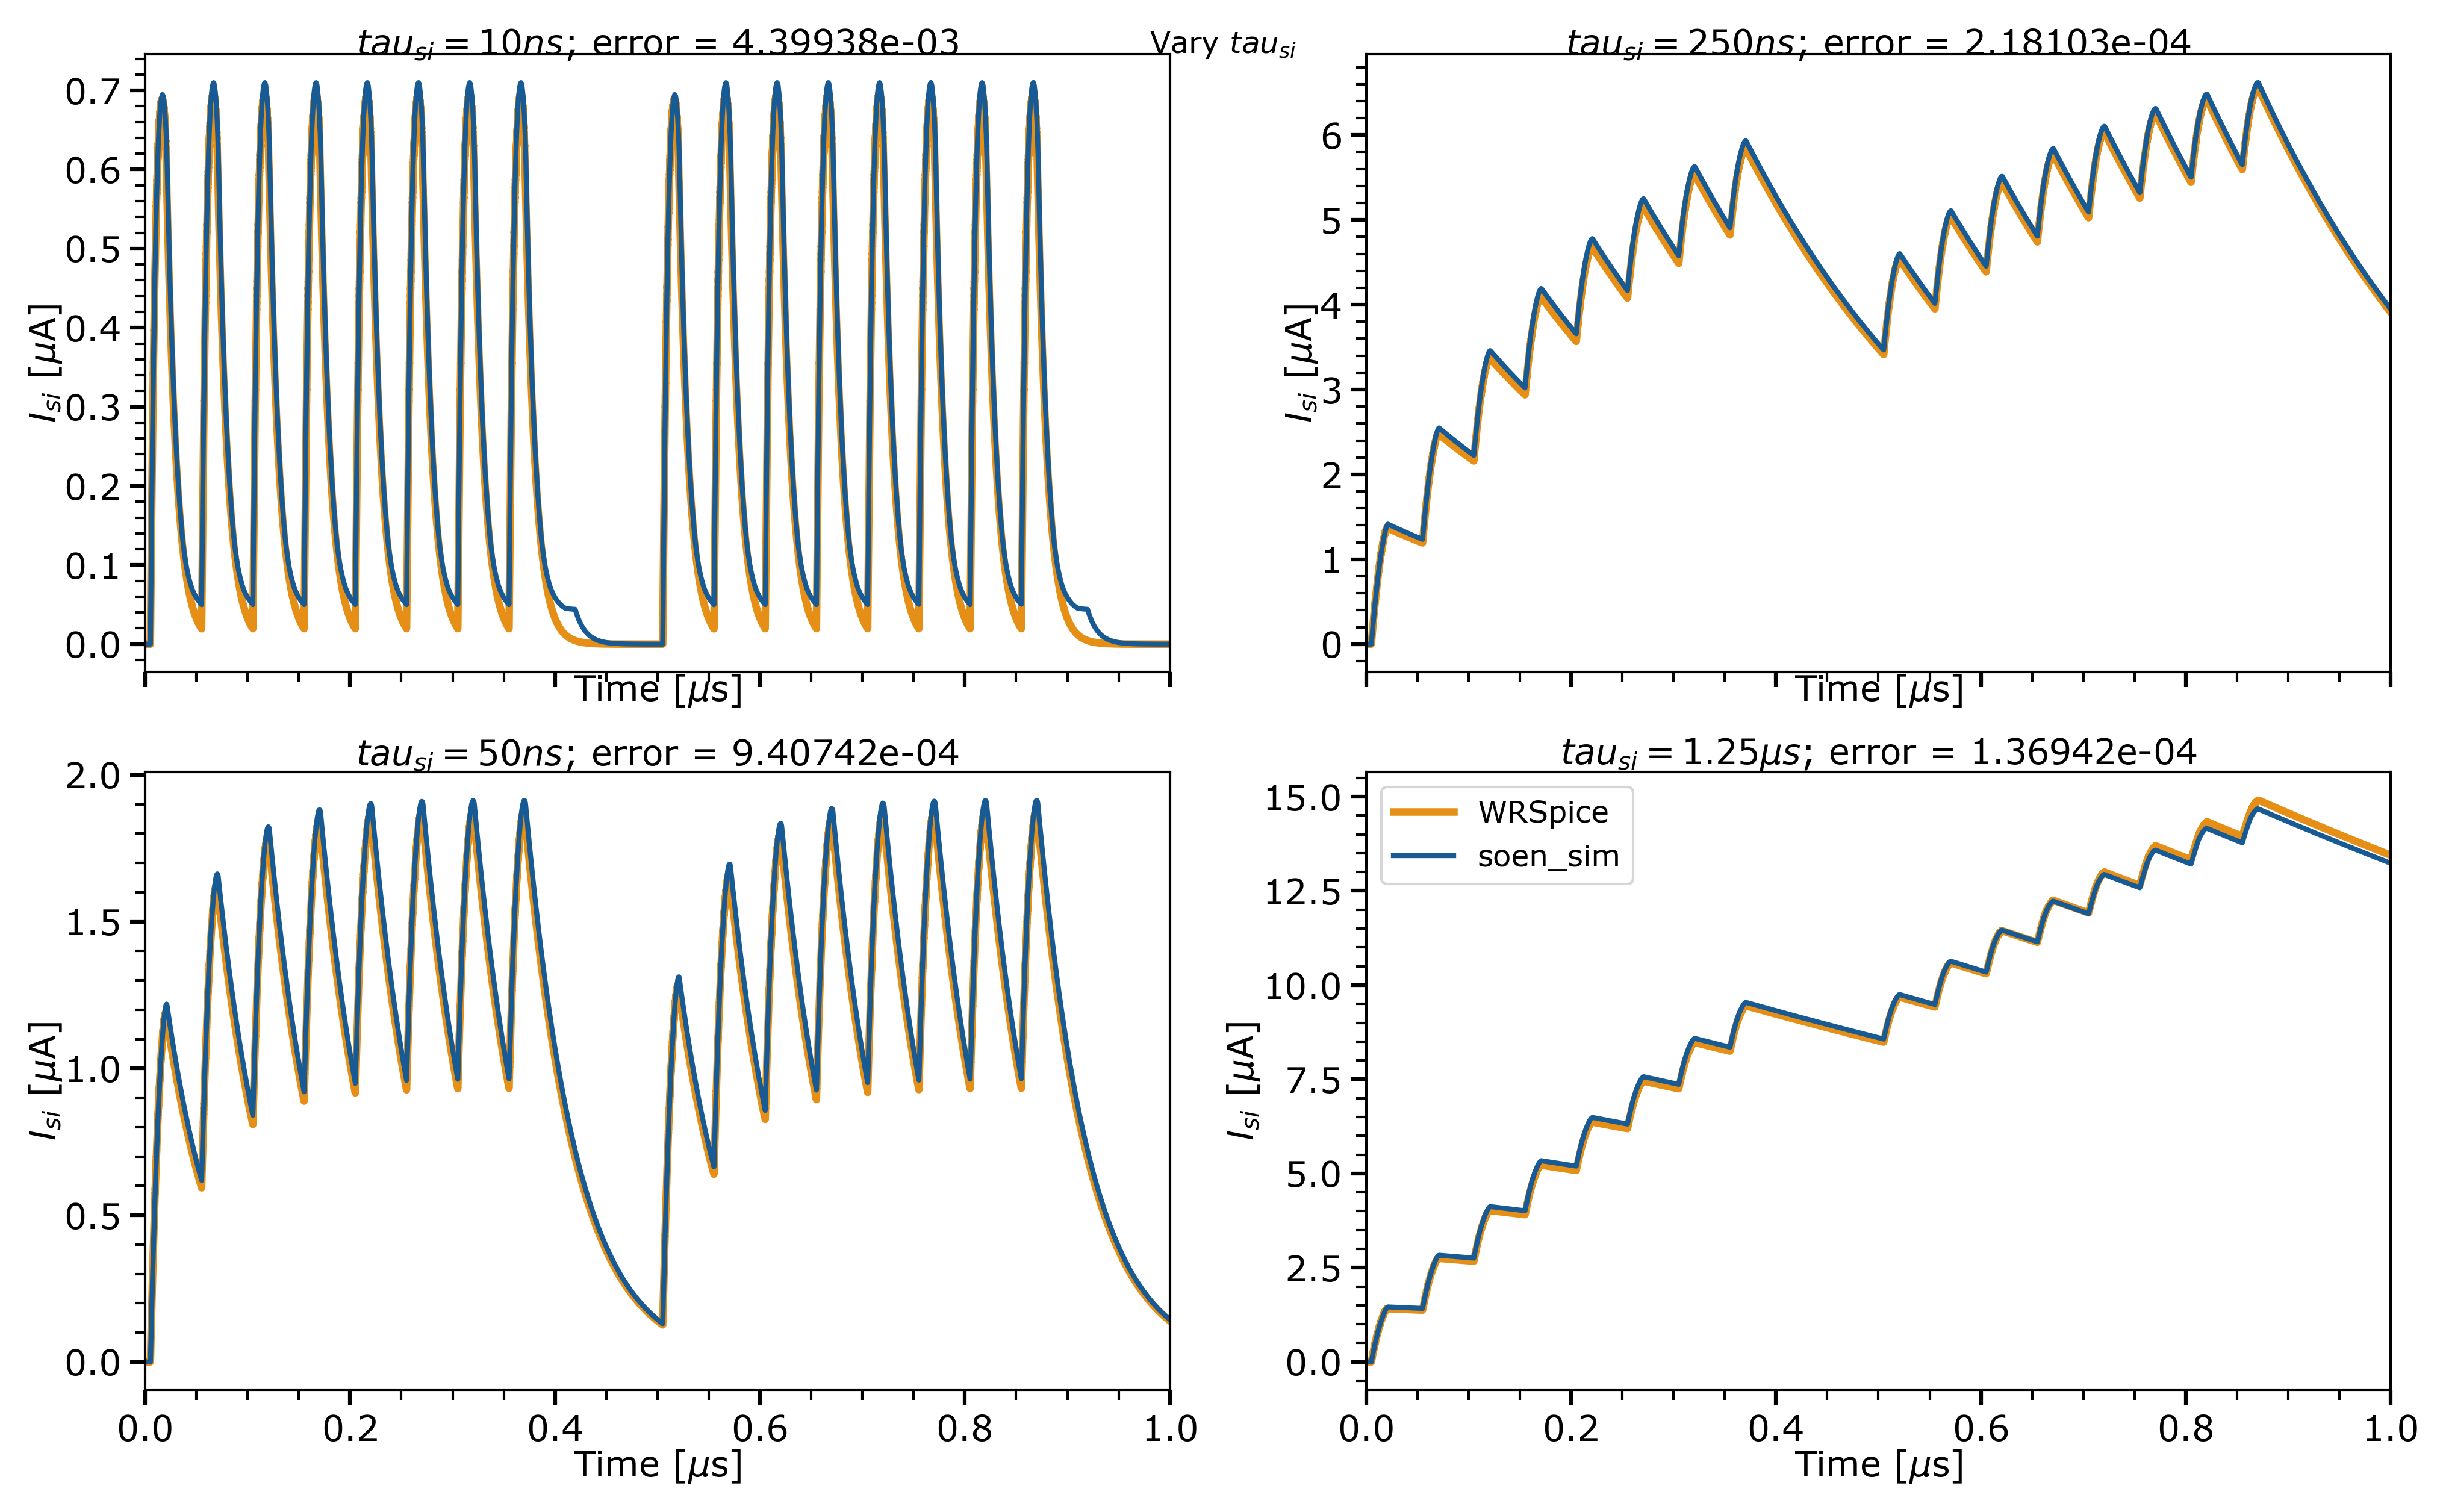 Vary tau_si
tau_si = 10ns; error = 4.39938e-03
0.7
0.6
0.5
0.4
0.3
0.2
0.1
0.0
I_si [μA]
Time [μs]
tau_si = 250ns; error = 2.18103e-04
6
5
4
3
2
1
0
I_si [μA]
Time [μs]
tau_si = 50ns; error = 9.40742e-04
2.0
1.5
1.0
0.5
0.0
I_si [μA]
0.0 0.2 0.4 0.6 0.8 1.0
Time [μs]
tau_si = 1.25μs; error = 1.36942e-04
WRSpice
soen_sim
15.0
12.5
10.0
7.5
5.0
2.5
0.0
I_si [μA]
0.0 0.2 0.4 0.6 0.8 1.0
Time [μs]